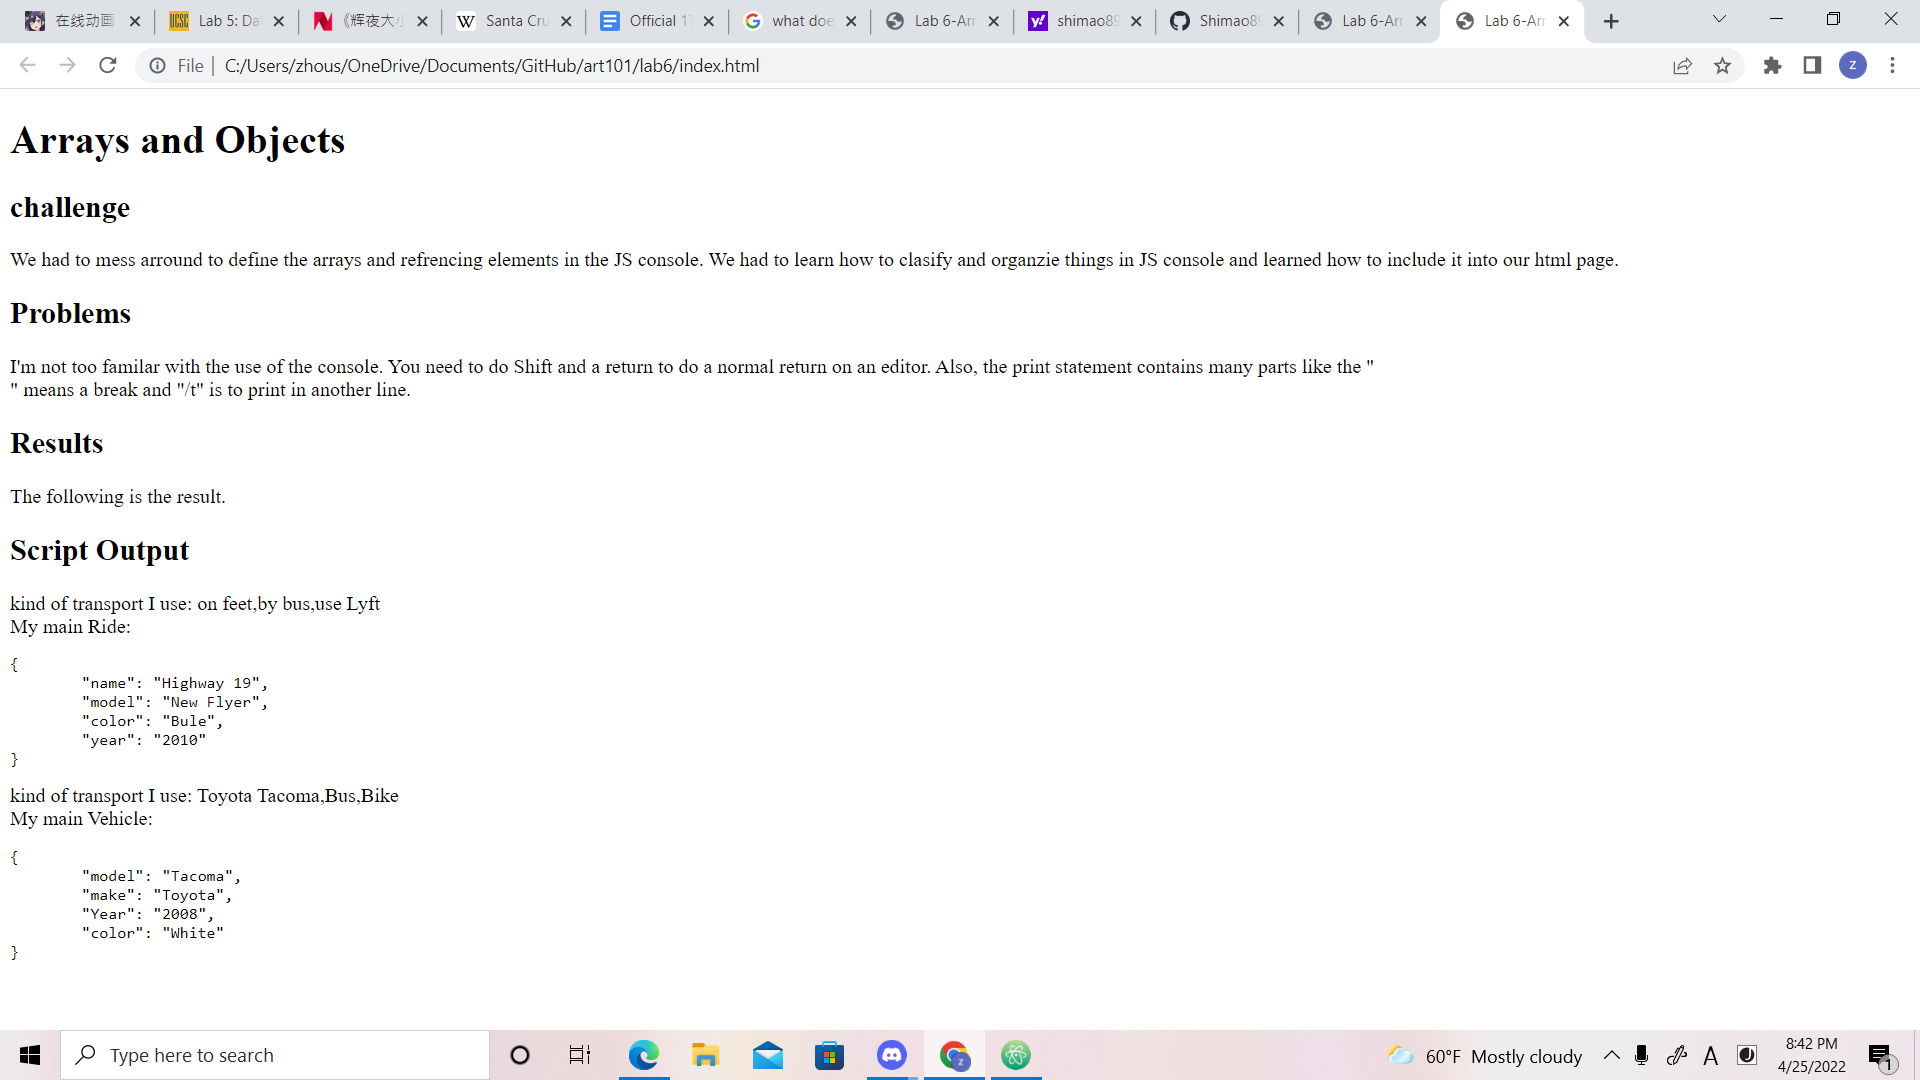 在线动画
Lab 5: Da
《辉夜大
Santa Cru
Official 17
what doe
Lab 6-Arr
shimao89
Shimao89
Lab 6-Arr
Lab 6-Arr
File
C:/Users/zhous/OneDrive/Documents/GitHub/art101/lab6/index.html
Arrays and Objects
challenge
We had to mess arround to define the arrays and refrencing elements in the JS console. We had to learn how to clasify and organzie things in JS console and learned how to include it into our html page.
Problems
I'm not too familar with the use of the console. You need to do Shift and a return to do a normal return on an editor. Also, the print statement contains many parts like the "
" means a break and "/t" is to print in another line.
Results
The following is the result.
Script Output
kind of transport I use: on feet,by bus,use Lyft
My main Ride:
{
"name": "Highway 19",
"model": "New Flyer",
"color": "Bule",
"year": "2010"
}
kind of transport I use: Toyota Tacoma,Bus,Bike
My main Vehicle:
{
"model": "Tacoma",
"make": "Toyota",
"Year": "2008",
"color": "White"
}
Type here to search
60°F Mostly cloudy
8:42 PM
4/25/2022
1